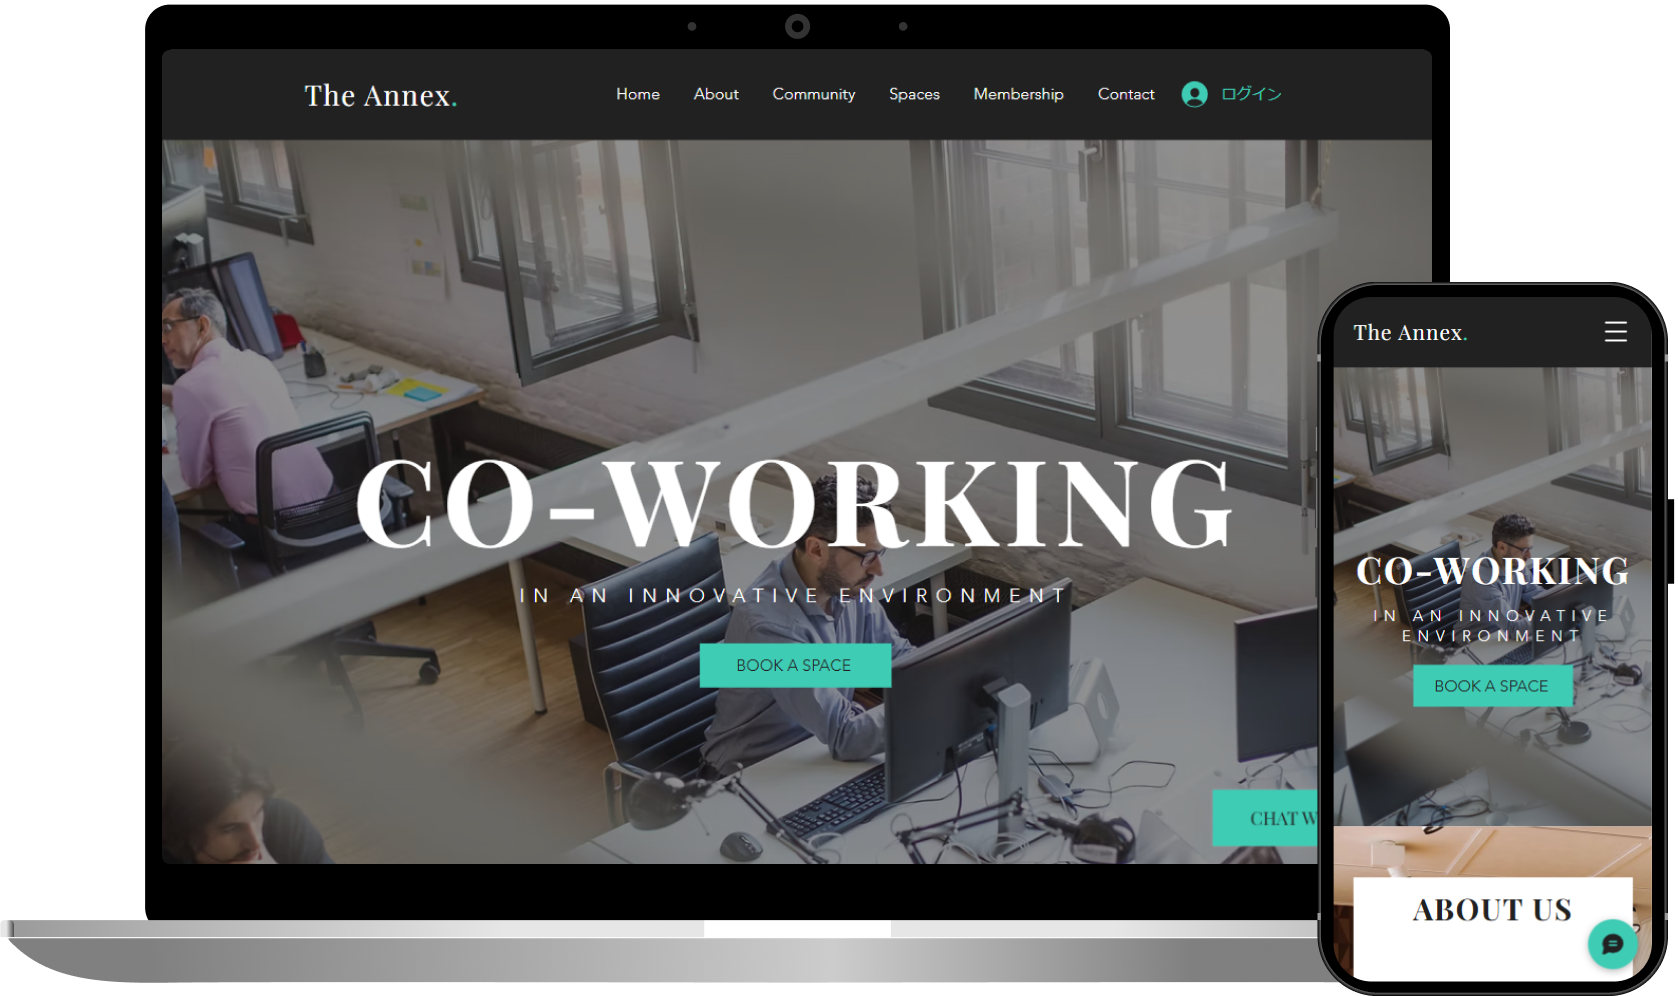 The Annex.
Home About Community Spaces Membership Contact ログイン
CO-WORKING
IN AN INNOVATIVE ENVIRONMENT
BOOK A SPACE
CHAT W
The Annex.
CO-WORKING
IN AN INNOVATIVE
ENVIRONMENT
BOOK A SPACE
ABOUT US